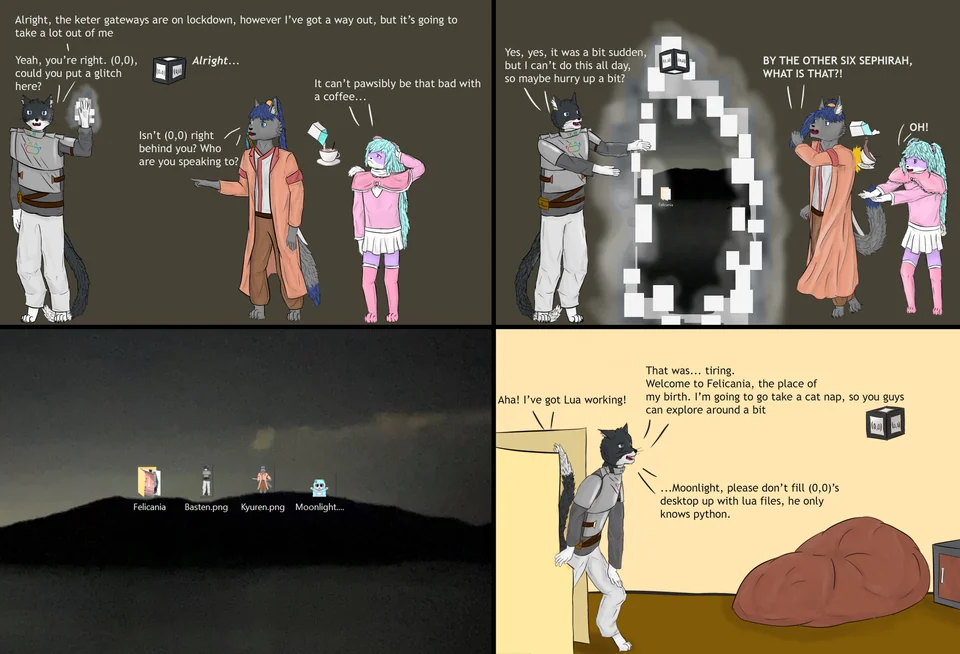 Alright, the keter gateways are on lockdown, however I've got a way out, but it's going to
take a lot out of me
Yeah, you're right. (0,0),
could you put a glitch
here?
(0,0)
Alright...
Isn't (0,0) right
behind you? Who
are you speaking to?
It can't pawsibly be that bad with
a coffee...
Yes, yes, it was a bit sudden,
but I can't do this all day,
so maybe hurry up a bit?
BY THE OTHER SIX SEPHIRAH,
WHAT IS THAT?!
OH!
Felicania
Felicania
Basten.png
Kyuren.png
Moonlight....
Aha! I've got Lua working!
That was... tiring.
Welcome to Felicania, the place of
my birth. I'm going to go take a cat nap, so you guys
can explore around a bit
(0,0)
...Moonlight, please don't fill (0,0)'s
desktop up with lua files, he only
knows python.